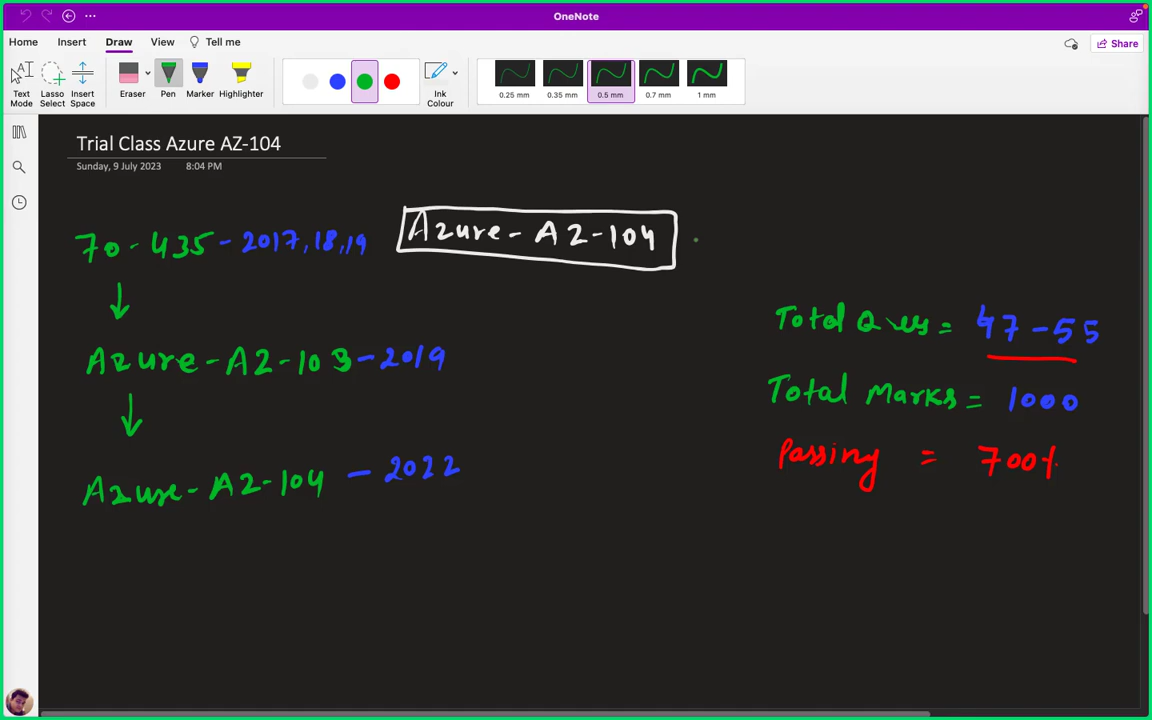 OneNote
Home Insert Draw View Tell me
Share
Text Mode
Lasso Select
Insert Space
Eraser
Pen
Marker
Highlighter
Ink Colour
0.25 mm
0.35 mm
0.5 mm
0.7 mm
1 mm
Trial Class Azure AZ-104
Sunday, 9 July 2023 8:04 PM
Azure - AZ-104
70 - 435 - 2017,18,19
Azure - AZ-103 - 2019
Azure - AZ-104 - 2022
Total Ques = 47 - 55
Total Marks = 1000
Passing = 700%